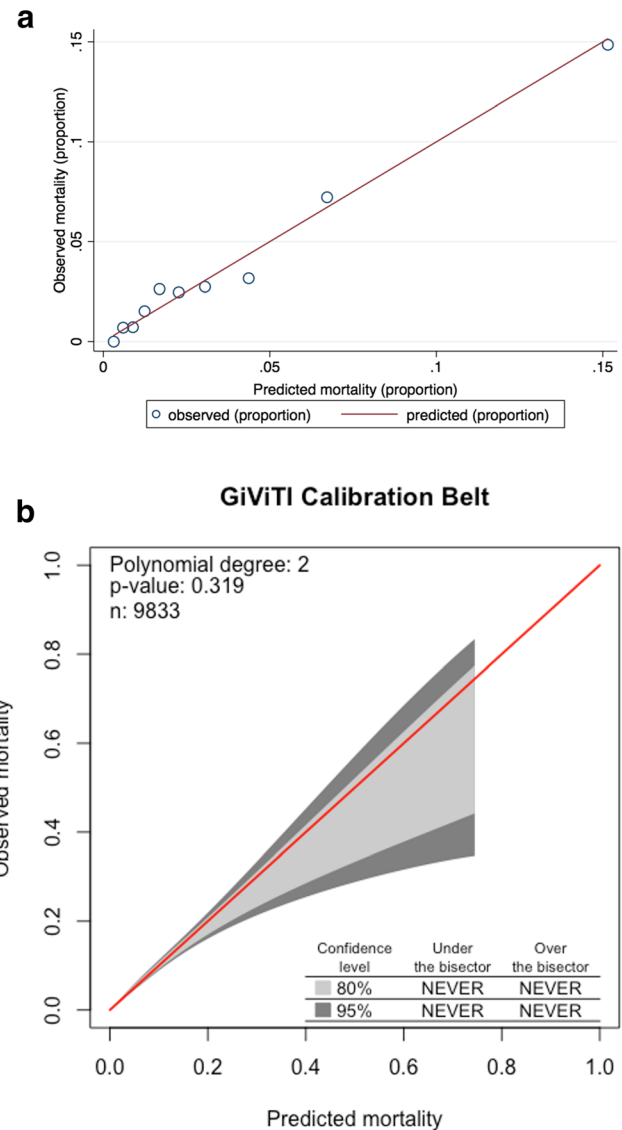 a
Observed mortality (proportion)
.15
.1
.05
0
0 .05 .1 .15
Predicted mortality (proportion)
observed (proportion) predicted (proportion)
b
GiViTI Calibration Belt
Polynomial degree: 2
p-value: 0.319
n: 9833
Observed mortality
1.0
0.8
0.6
0.4
0.2
0.0
Confidence level Under the bisector Over the bisector
80% NEVER NEVER
95% NEVER NEVER
0.0 0.2 0.4 0.6 0.8 1.0
Predicted mortality